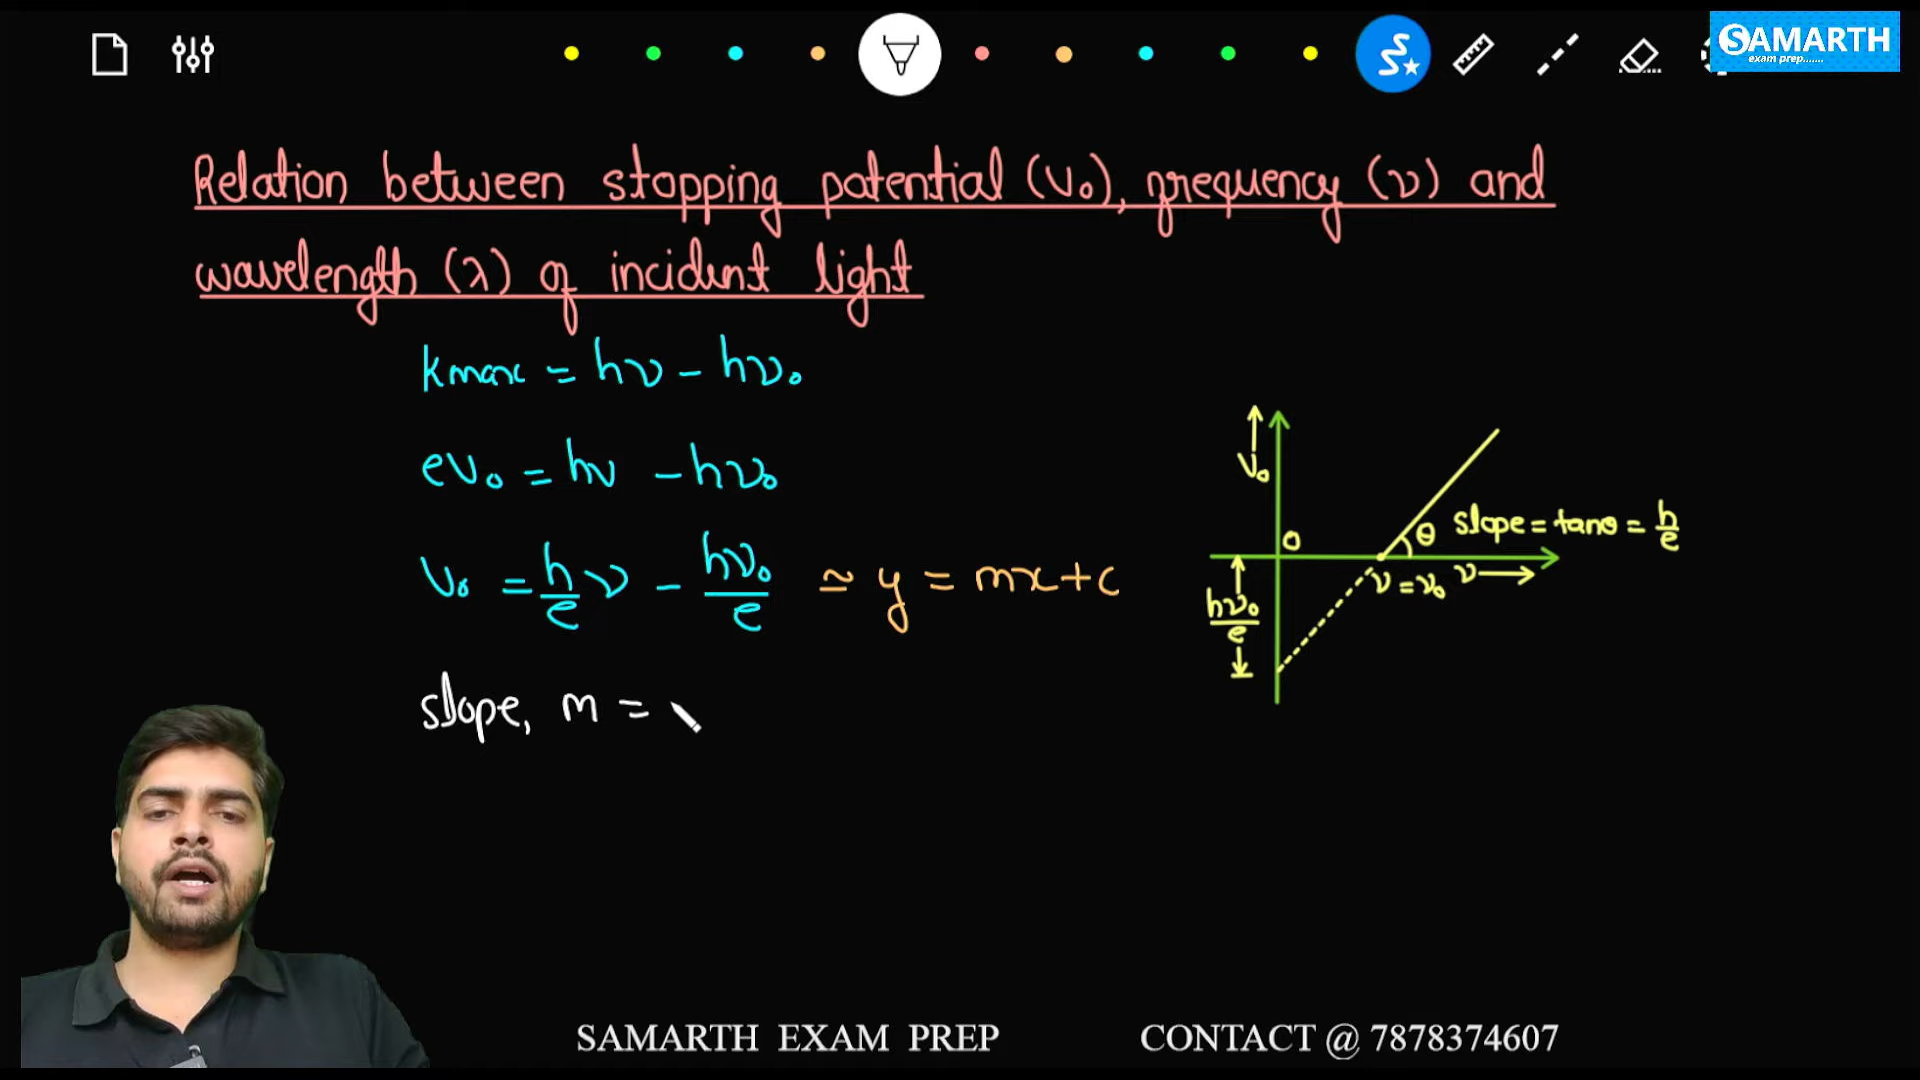 SAMARTH
exam prep.......
Relation between stopping potential (V₀), frequency (ν) and
wavelength (λ) of incident light
kmax = hν - hν₀
eV₀ = hν - hν₀
V₀ = h/e ν - hν₀/e ≃ y = mx+c
slope, m =
V₀
O
θ slope = tanθ = h/e
ν = ν₀ ν→
hν₀/e
SAMARTH EXAM PREP CONTACT @ 7878374607